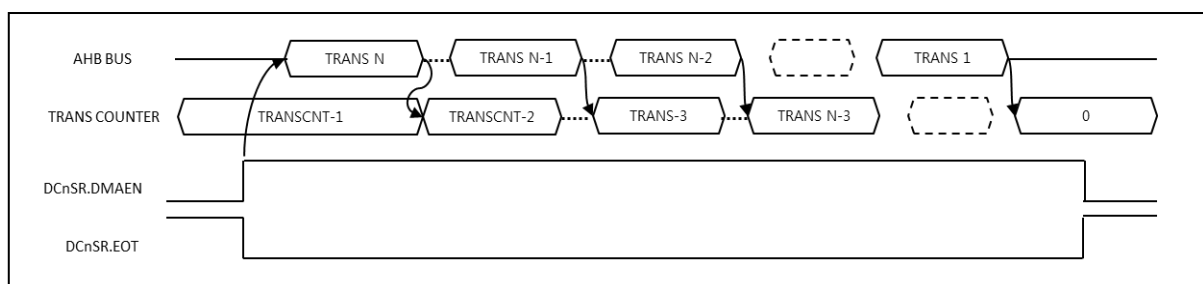 AHB BUS TRANS N TRANS N-1 TRANS N-2 TRANS 1
TRANS COUNTER TRANSCNT-1 TRANSCNT-2 TRANS-3 TRANS N-3 0
DCnSR.DMAEN
DCnSR.EOT